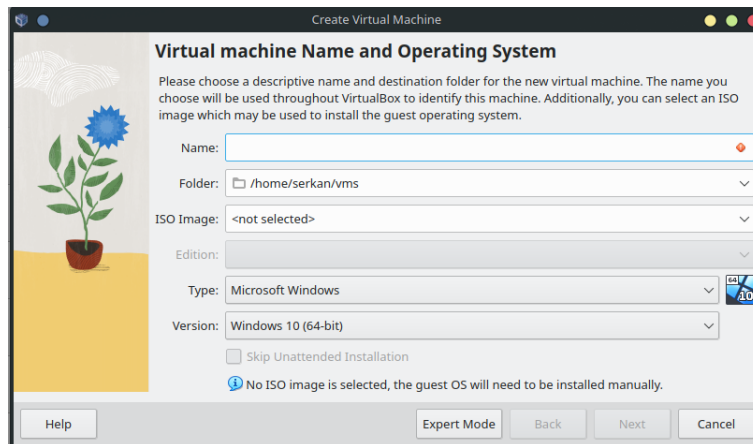 Create Virtual Machine
Virtual machine Name and Operating System
Please choose a descriptive name and destination folder for the new virtual machine. The name you
choose will be used throughout VirtualBox to identify this machine. Additionally, you can select an ISO
image which may be used to install the guest operating system.
Name:
Folder: /home/serkan/vms
ISO Image: <not selected>
Edition:
Type: Microsoft Windows 64 10
Version: Windows 10 (64-bit)
Skip Unattended Installation
No ISO image is selected, the guest OS will need to be installed manually.
Help Expert Mode Back Next Cancel